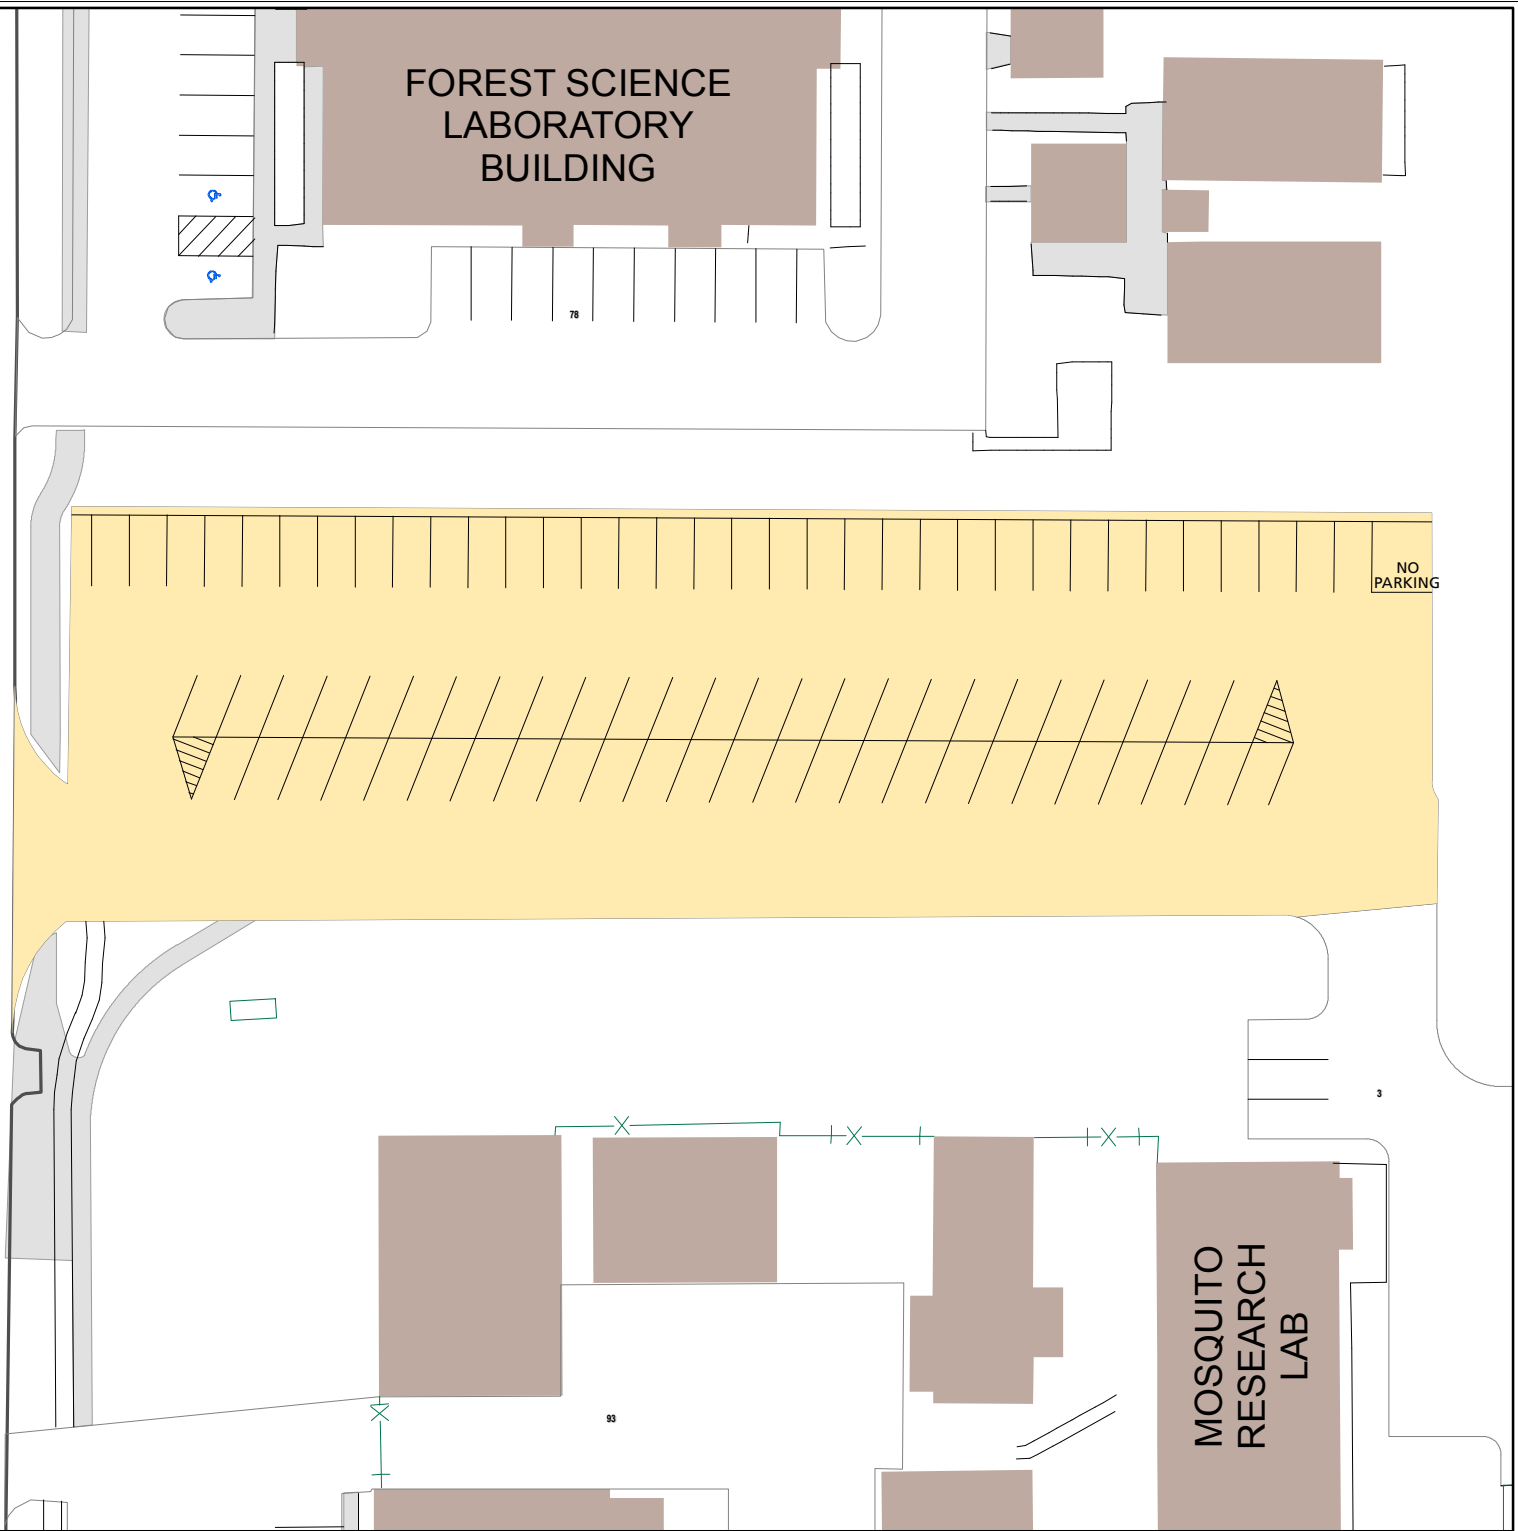 FOREST SCIENCE
LABORATORY
BUILDING
78
NO
PARKING
3
MOSQUITO
RESEARCH
LAB
93